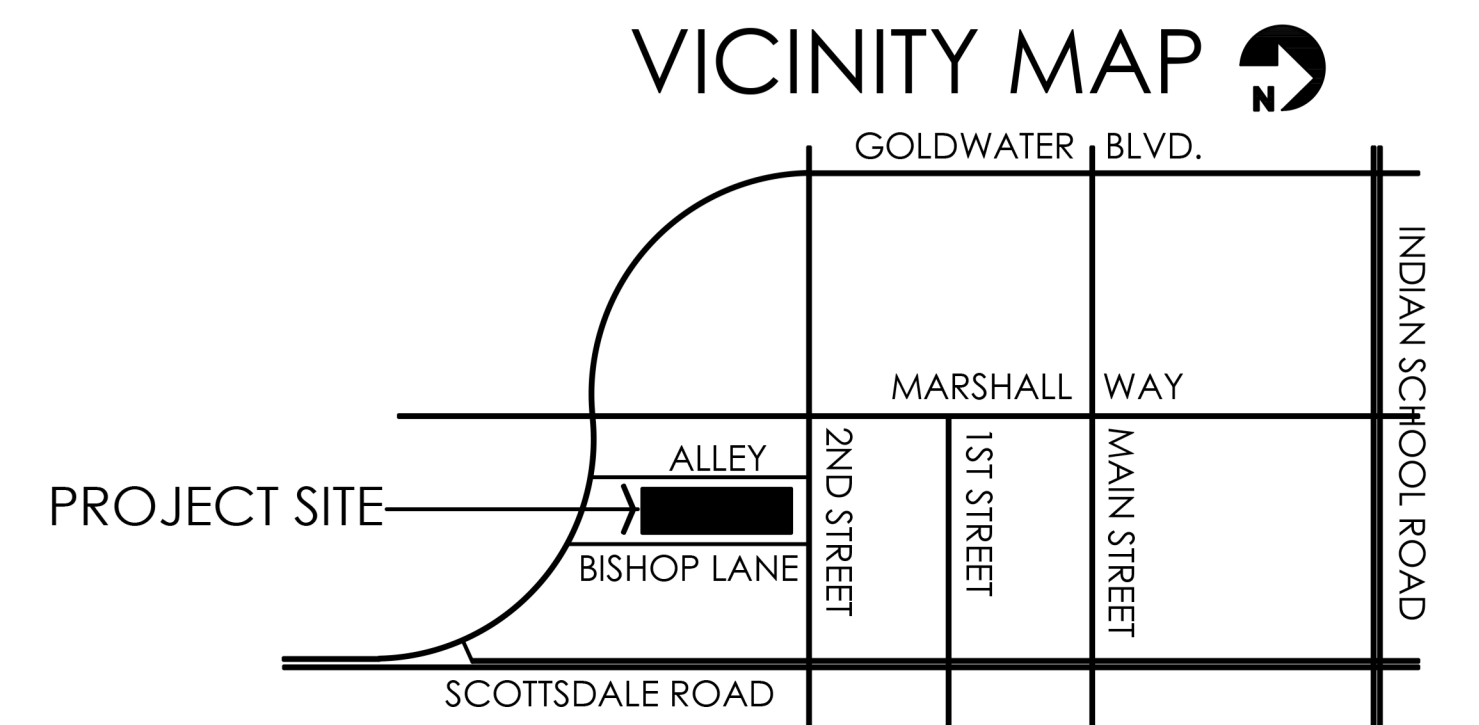 VICINITY MAP
N
GOLDWATER BLVD.
INDIAN SCHOOL ROAD
MARSHALL WAY
2ND STREET
1ST STREET
MAIN STREET
ALLEY
PROJECT SITE
BISHOP LANE
SCOTTSDALE ROAD